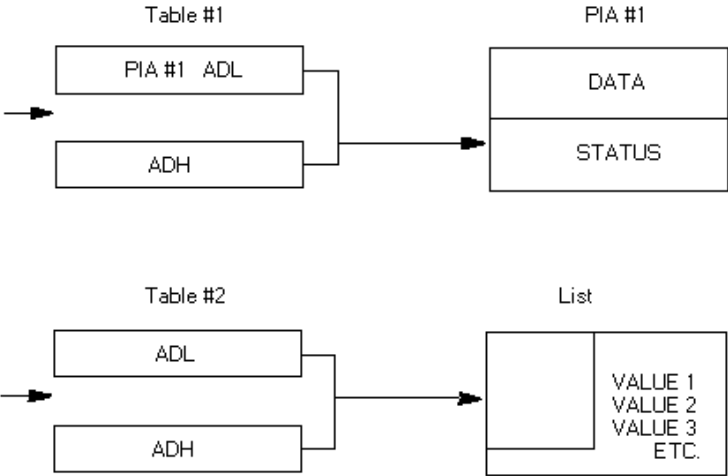 Table #1
PIA #1
PIA #1 ADL
DATA
ADH
STATUS
Table #2
List
ADL
VALUE 1
VALUE 2
VALUE 3
ETC.
ADH